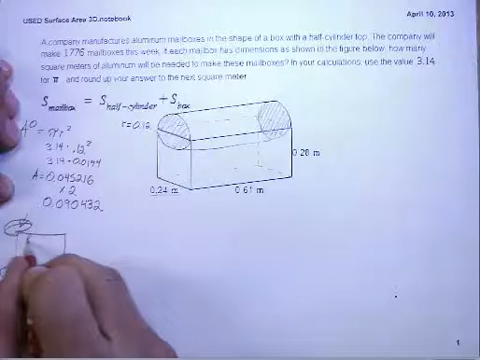 USED Surface Area 3D.notebook
April 10, 2013
A company manufactures aluminum mailboxes in the shape of a box with a half-cylinder top. The company will
make 1776 mailboxes this week. If each mailbox has dimensions as shown in the figure below, how many
square meters of aluminum will be needed to make these mailboxes? In your calculations, use the value 3.14
for π and round up your answer to the next square meter.
S mailbox = S half-cylinder + S box
r=0.12
A = πr²
3.14 · .12²
3.14 · 0.0144
A = 0.045216
x 2
0.090432
0.28 m
0.24 m
0.61 m
1